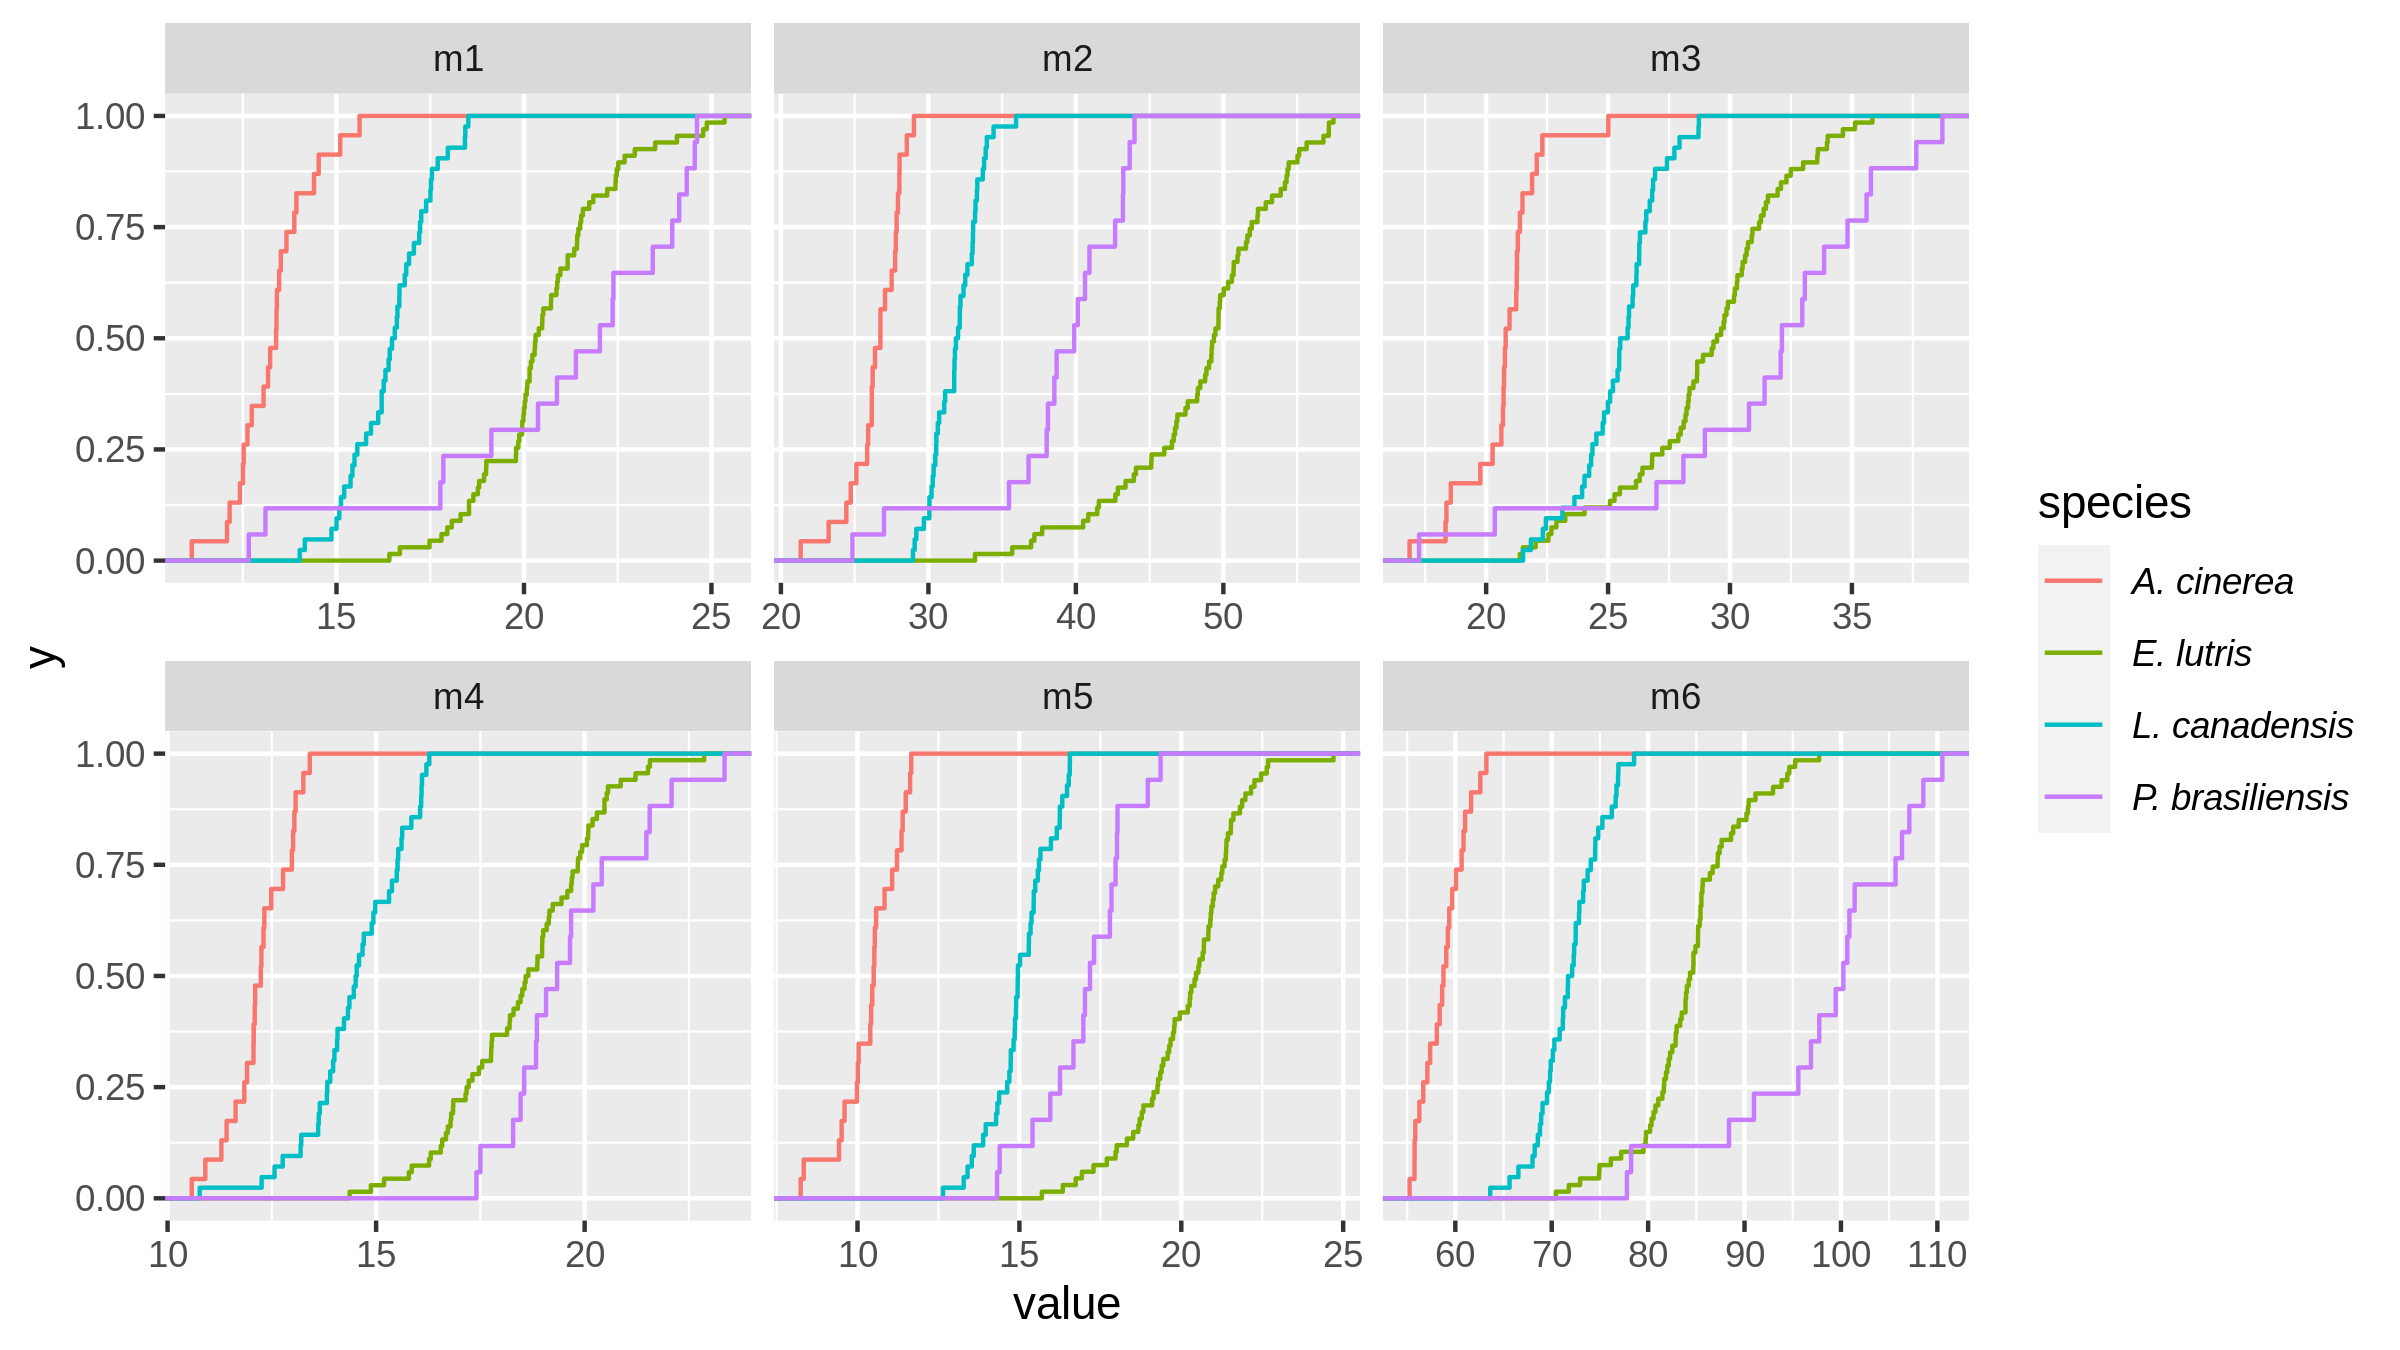 m1 m2 m3
1.00
0.75
0.50
0.25
0.00
15 20 25 20 30 40 50 20 25 30 35
y
m4 m5 m6
1.00
0.75
0.50
0.25
0.00
10 15 20 10 15 20 25 60 70 80 90 100 110
value
species
A. cinerea
E. lutris
L. canadensis
P. brasiliensis